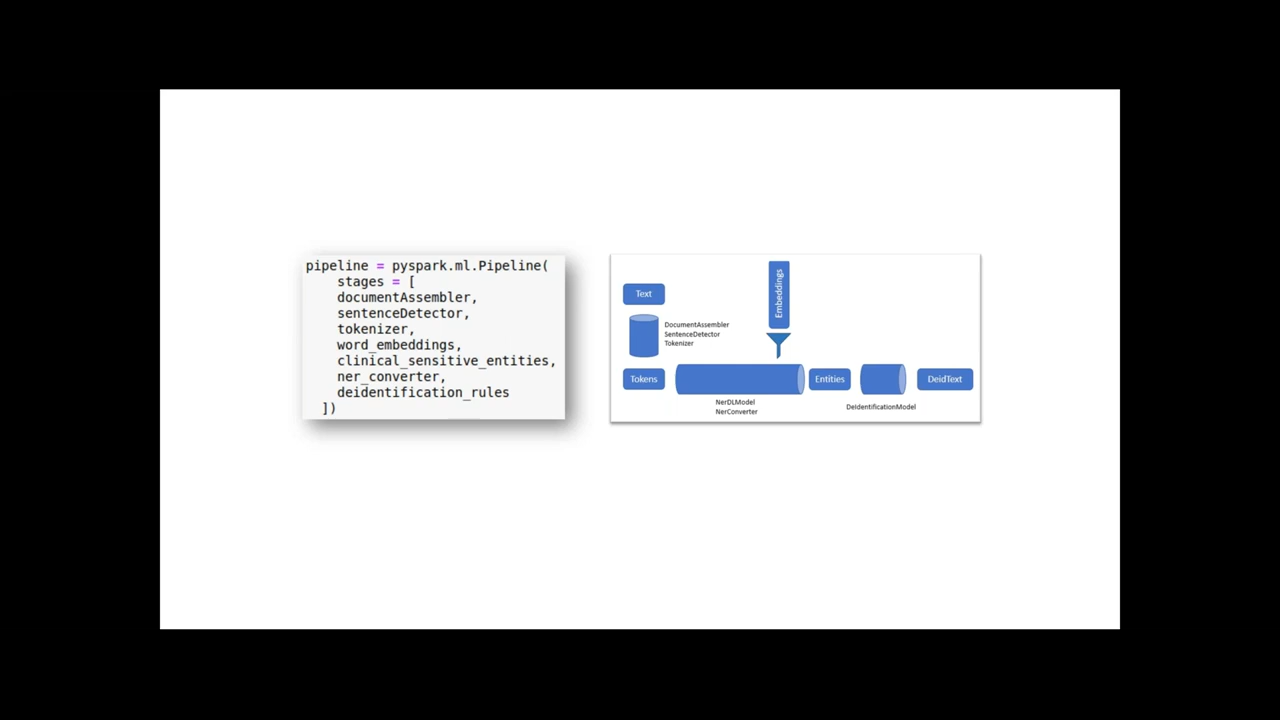 pipeline = pyspark.ml.Pipeline(
    stages = [
    documentAssembler,
    sentenceDetector,
    tokenizer,
    word_embeddings,
    clinical_sensitive_entities,
    ner_converter,
    deidentification_rules
  ])
Text
Embeddings
DocumentAssembler
SentenceDetector
Tokenizer
Tokens
Entities
DeidText
NerDLModel
NerConverter
DeIdentificationModel